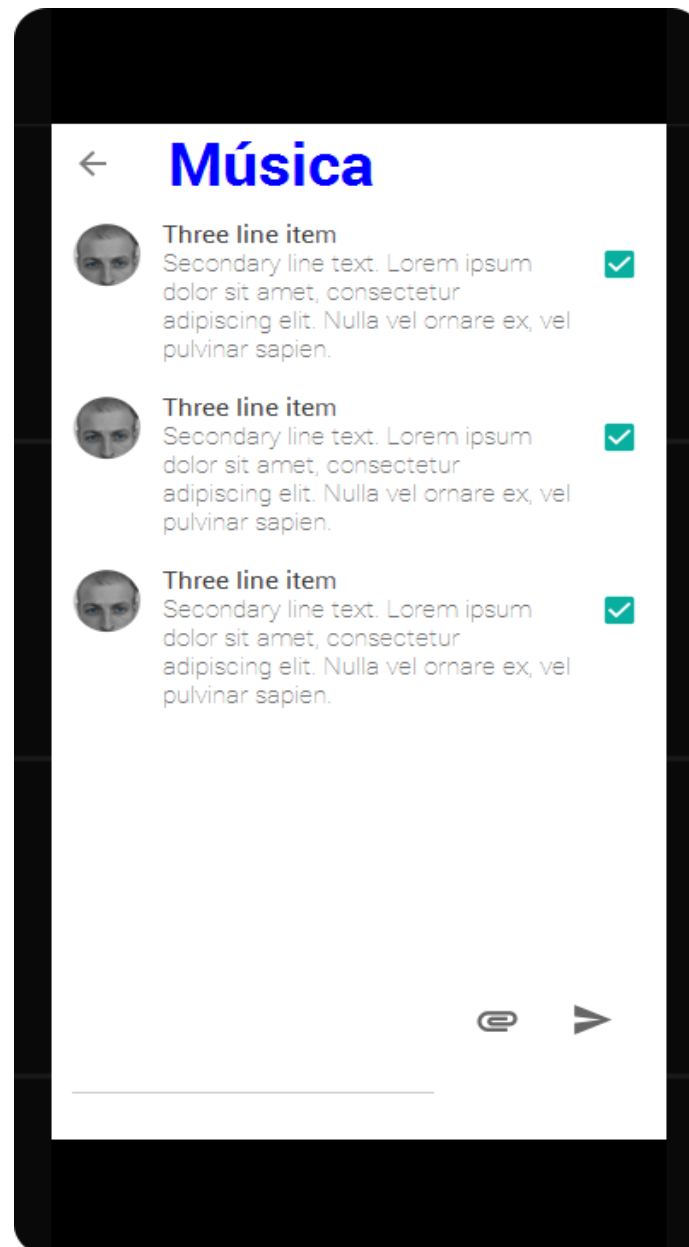 Música
Three line item
Secondary line text. Lorem ipsum
dolor sit amet, consectetur
adipiscing elit. Nulla vel ornare ex, vel
pulvinar sapien.
Three line item
Secondary line text. Lorem ipsum
dolor sit amet, consectetur
adipiscing elit. Nulla vel ornare ex, vel
pulvinar sapien.
Three line item
Secondary line text. Lorem ipsum
dolor sit amet, consectetur
adipiscing elit. Nulla vel ornare ex, vel
pulvinar sapien.